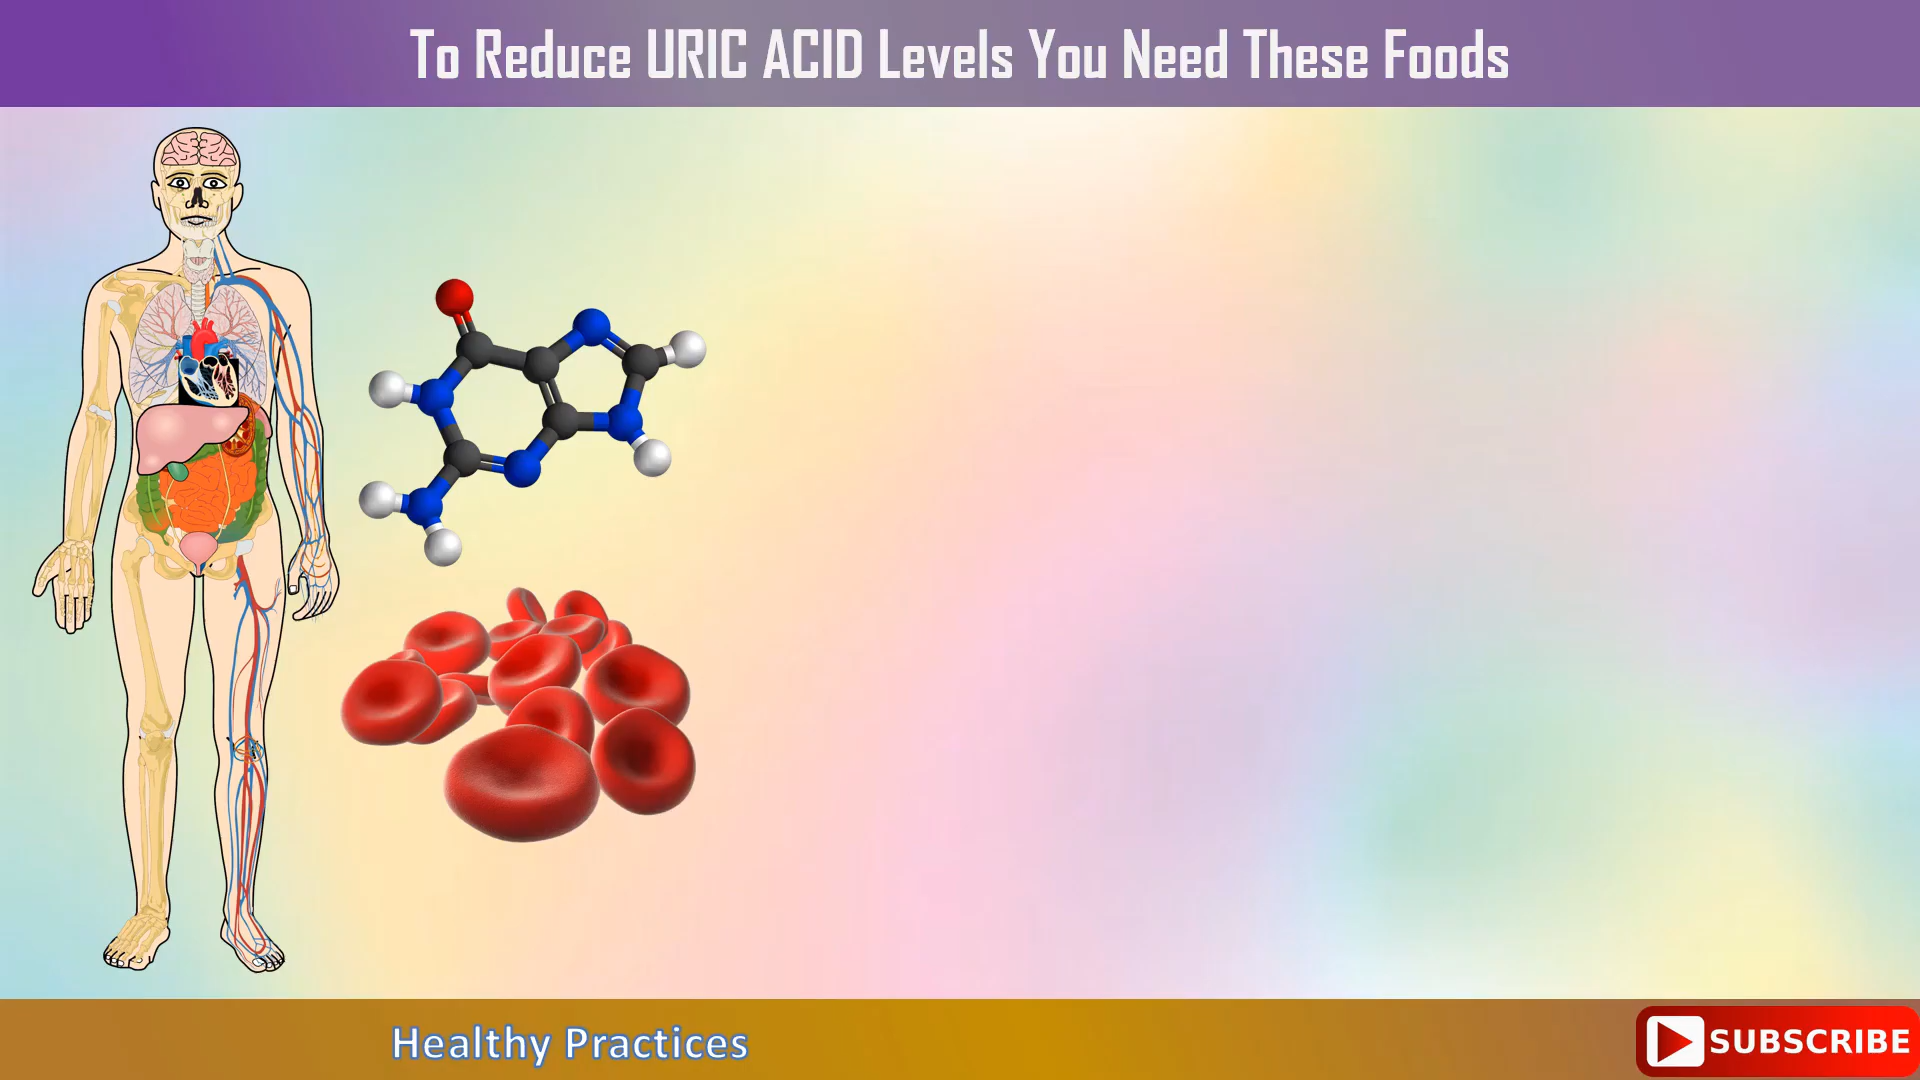 To Reduce URIC ACID Levels You Need These Foods
Healthy Practices
SUBSCRIBE